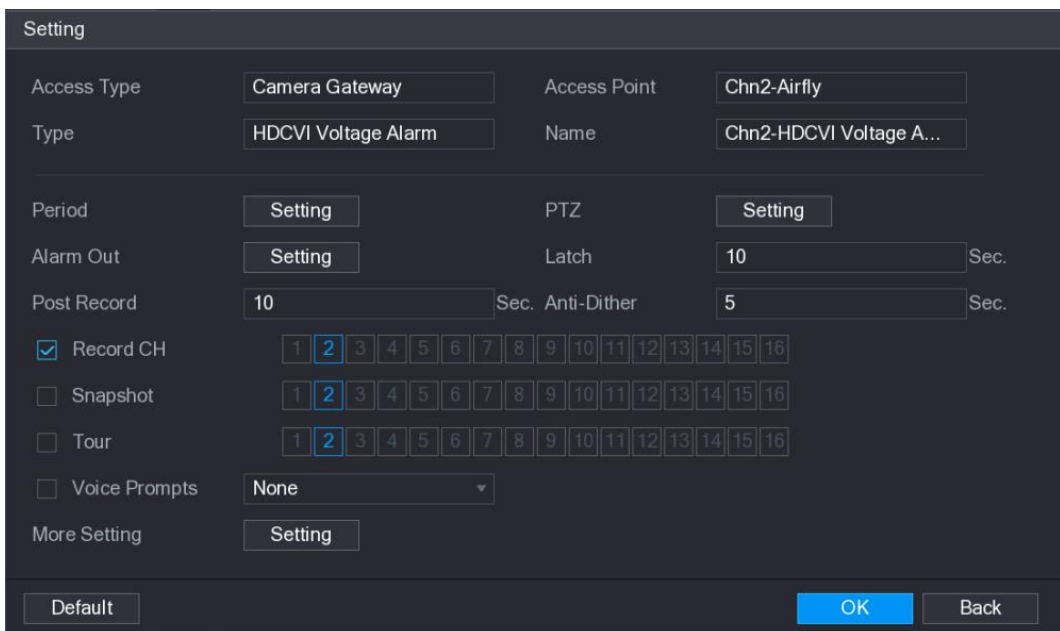 Setting
Access Type Camera Gateway Access Point Chn2-Airfly
Type HDCVI Voltage Alarm Name Chn2-HDCVI Voltage A...
Period Setting PTZ Setting
Alarm Out Setting Latch 10 Sec.
Post Record 10 Sec. Anti-Dither 5 Sec.
Record CH 1 2 3 4 5 6 7 8 9 10 11 12 13 14 15 16
Snapshot 1 2 3 4 5 6 7 8 9 10 11 12 13 14 15 16
Tour 1 2 3 4 5 6 7 8 9 10 11 12 13 14 15 16
Voice Prompts None
More Setting Setting
Default OK Back